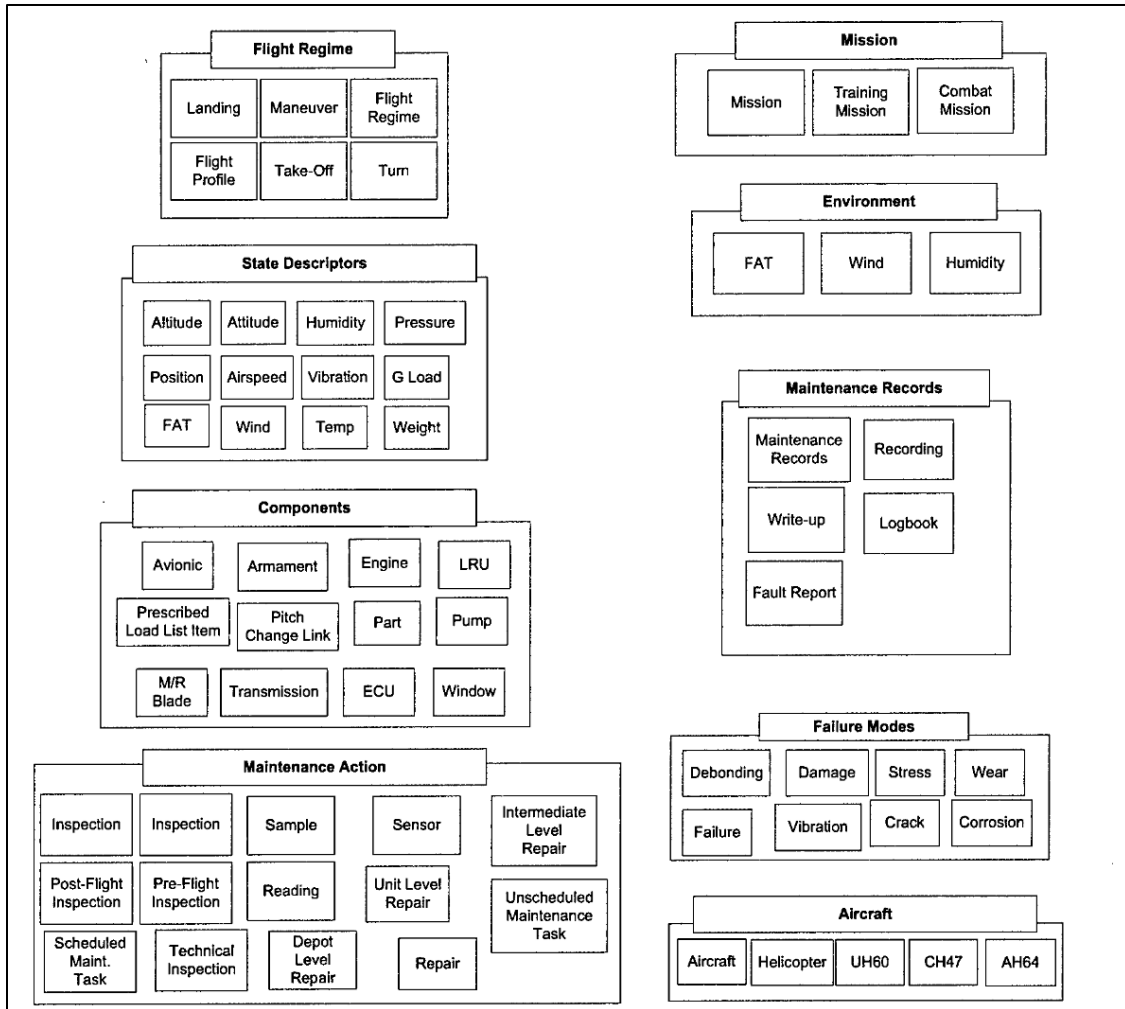 Flight Regime
Landing
Maneuver
Flight
Regime
Flight
Profile
Take-Off
Turn
State Descriptors
Altitude
Attitude
Humidity
Pressure
Position
Airspeed
Vibration
G Load
FAT
Wind
Temp
Weight
Components
Avionic
Armament
Engine
LRU
Prescribed
Load List Item
Pitch
Change Link
Part
Pump
M/R
Blade
Transmission
ECU
Window
Maintenance Action
Inspection
Inspection
Sample
Sensor
Intermediate
Level
Repair
Post-Flight
Inspection
Pre-Flight
Inspection
Reading
Unit Level
Repair
Unscheduled
Maintenance
Task
Scheduled
Maint.
Task
Technical
Inspection
Depot
Level
Repair
Repair
Mission
Mission
Training
Mission
Combat
Mission
Environment
FAT
Wind
Humidity
Maintenance Records
Maintenance
Records
Recording
Write-up
Logbook
Fault Report
Failure Modes
Debonding
Damage
Stress
Wear
Failure
Vibration
Crack
Corrosion
Aircraft
Aircraft
Helicopter
UH60
CH47
AH64